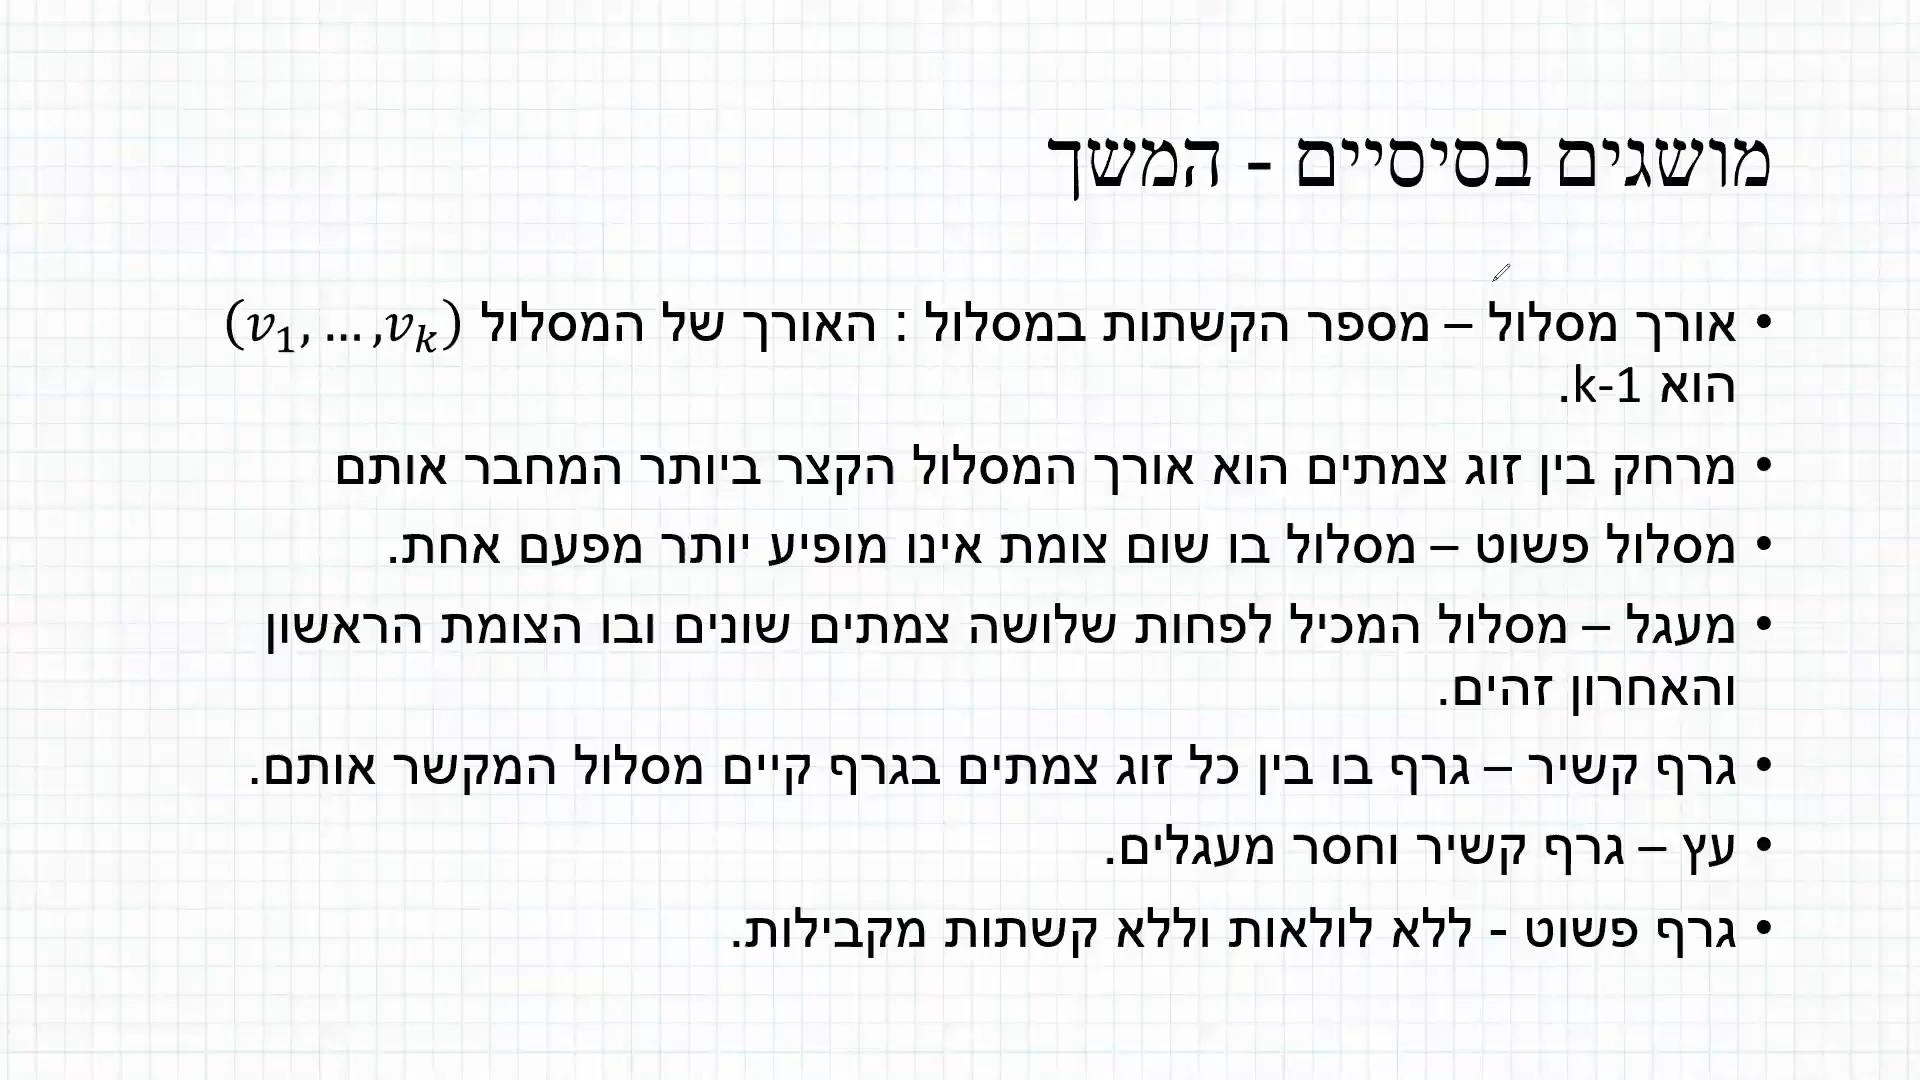 מושגים בסיסיים - המשך
• אורך מסלול – מספר הקשתות במסלול : האורך של המסלול (v₁, … ,vₖ)
הוא k-1.
• מרחק בין זוג צמתים הוא אורך המסלול הקצר ביותר המחבר אותם
• מסלול פשוט – מסלול בו שום צומת אינו מופיע יותר מפעם אחת.
• מעגל – מסלול המכיל לפחות שלושה צמתים שונים ובו הצומת הראשון
והאחרון זהים.
• גרף קשיר – גרף בו בין כל זוג צמתים בגרף קיים מסלול המקשר אותם.
• עץ – גרף קשיר וחסר מעגלים.
• גרף פשוט - ללא לולאות וללא קשתות מקבילות.